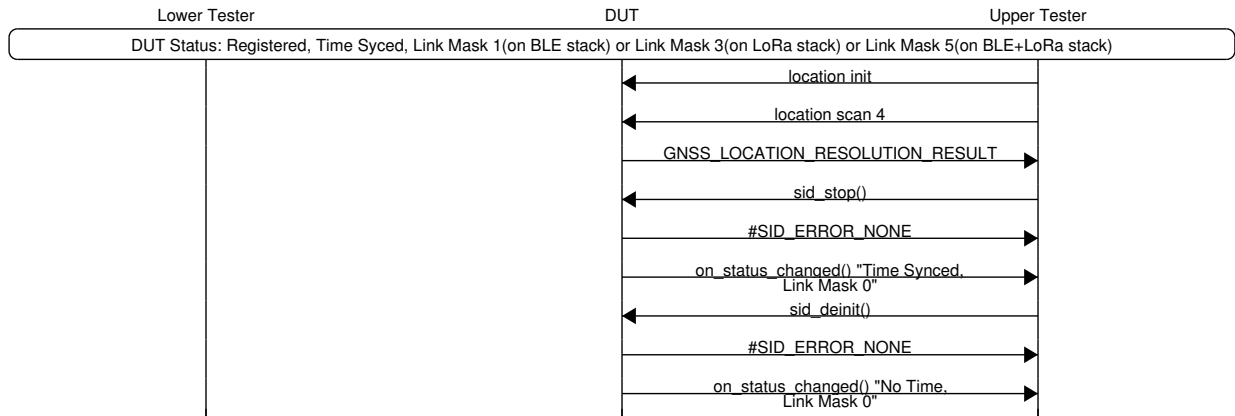 Lower Tester DUT Upper Tester
DUT Status: Registered, Time Syced, Link Mask 1(on BLE stack) or Link Mask 3(on LoRa stack) or Link Mask 5(on BLE+LoRa stack)
location init
location scan 4
GNSS_LOCATION_RESOLUTION_RESULT
sid_stop()
#SID_ERROR_NONE
on_status_changed() "Time Synced,
Link Mask 0"
sid_deinit()
#SID_ERROR_NONE
on_status_changed() "No Time,
Link Mask 0"